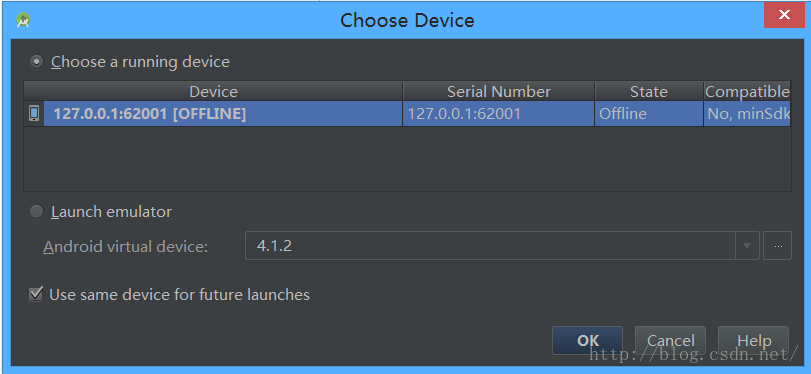 Choose Device
Choose a running device
Device Serial Number State Compatible
127.0.0.1:62001 [OFFLINE] 127.0.0.1:62001 Offline No, minSdk
Launch emulator
Android virtual device: 4.1.2 ...
Use same device for future launches
OK Cancel Help
http://blog.csdn.net/